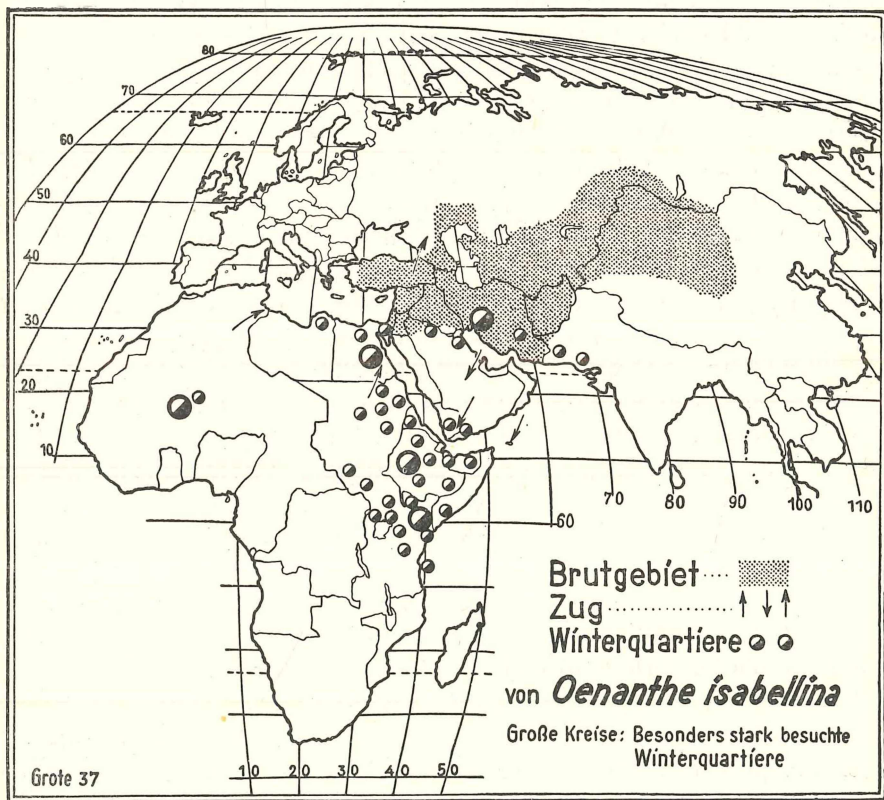 80
70
60
50
40
30
20
10
60
70 80 90 100 110
Brutgebiet
Zug
Winterquartiere
von Oenanthe isabellina
Große Kreise: Besonders stark besuchte
Winterquartiere
Grote 37
10 20 30 40 50